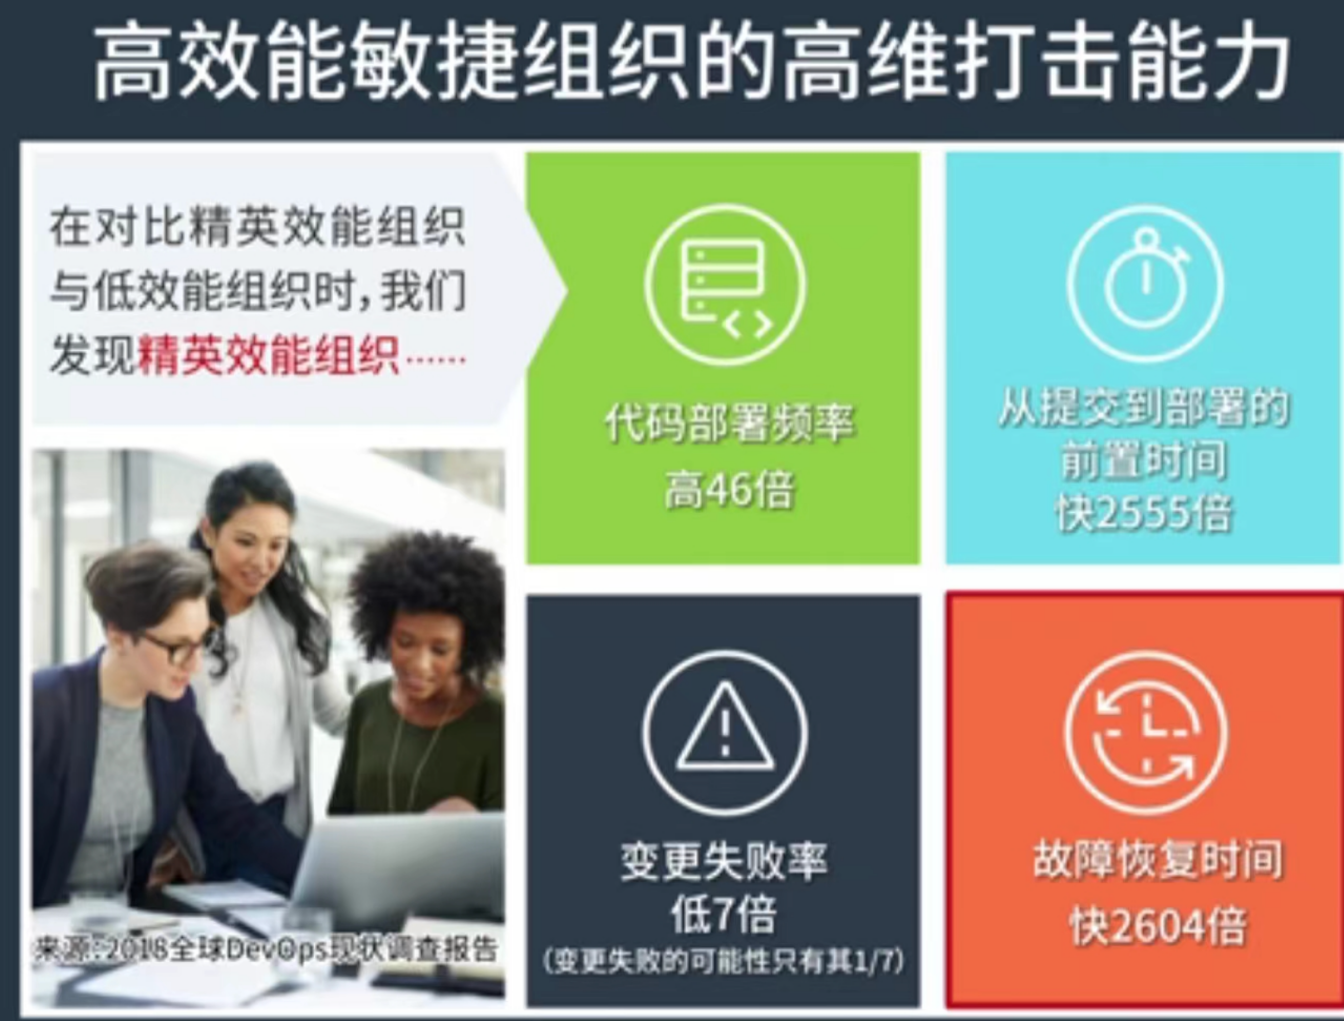 高效能敏捷组织的高维打击能力
在对比精英效能组织
与低效能组织时，我们
发现精英效能组织……
代码部署频率
高46倍
从提交到部署的
前置时间
快2555倍
变更失败率
低7倍
（变更失败的可能性只有其1/7）
故障恢复时间
快2604倍
来源：2018全球DevOps现状调查报告